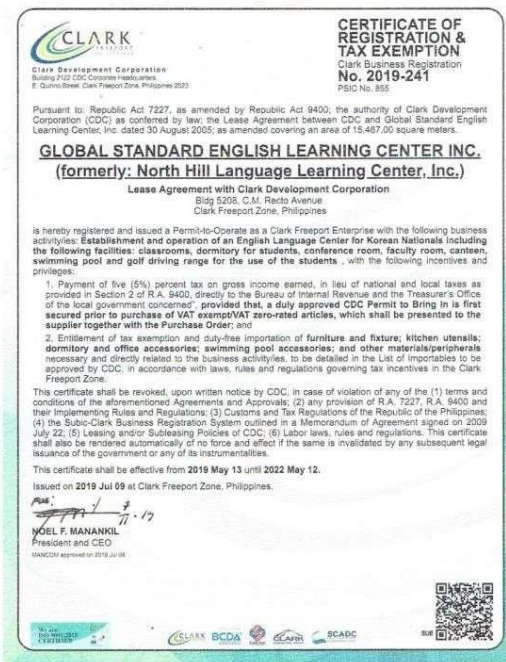 CLARK
FREEPORT
Clark Development Corporation
Building 2122 CDC Corporate Headquarters,
E. Quirino Street, Clark Freeport Zone, Philippines 2023
CERTIFICATE OF
REGISTRATION &
TAX EXEMPTION
Clark Business Registration
No. 2019-241
PSIC No. 855
Pursuant to: Republic Act 7227, as amended by Republic Act 9400; the authority of Clark Development
Corporation (CDC) as conferred by law; the Lease Agreement between CDC and Global Standard English
Learning Center, Inc. dated 30 August 2005; as amended covering an area of 15,467.00 square meters.
GLOBAL STANDARD ENGLISH LEARNING CENTER INC.
(formerly: North Hill Language Learning Center, Inc.)
Lease Agreement with Clark Development Corporation
Bldg 5208, C.M. Recto Avenue
Clark Freeport Zone, Philippines
is hereby registered and issued a Permit-to-Operate as a Clark Freeport Enterprise with the following business
activity/ies: Establishment and operation of an English Language Center for Korean Nationals including
the following facilities: classrooms, dormitory for students, conference room, faculty room, canteen,
swimming pool and golf driving range for the use of the students , with the following incentives and
privileges:
1. Payment of five (5%) percent tax on gross income earned, in lieu of national and local taxes as
provided in Section 2 of R.A. 9400, directly to the Bureau of Internal Revenue and the Treasurer's Office
of the local government concerned", provided that, a duly approved CDC Permit to Bring In is first
secured prior to purchase of VAT exempt/VAT zero-rated articles, which shall be presented to the
supplier together with the Purchase Order; and
2. Entitlement of tax exemption and duty-free importation of furniture and fixture; kitchen utensils;
dormitory and office accessories; swimming pool accessories; and other materials/peripherals
necessary and directly related to the business activity/ies, to be detailed in the List of Importables to be
approved by CDC, in accordance with laws, rules and regulations governing tax incentives in the Clark
Freeport Zone.
This certificate shall be revoked, upon written notice by CDC, in case of violation of any of the (1) terms and
conditions of the aforementioned Agreements and Approvals; (2) any provision of R.A. 7227, R.A. 9400 and
their Implementing Rules and Regulations; (3) Customs and Tax Regulations of the Republic of the Philippines;
(4) the Subic-Clark Business Registration System outlined in a Memorandum of Agreement signed on 2009
July 22; (5) Leasing and/or Subleasing Policies of CDC; (6) Labor laws, rules and regulations. This certificate
shall also be rendered automatically of no force and effect if the same is invalidated by any subsequent legal
issuance of the government or any of its instrumentalities.
This certificate shall be effective from 2019 May 13 until 2022 May 12.
Issued on 2019 Jul 09 at Clark Freeport Zone, Philippines.
NOEL F. MANANKIL
President and CEO
MANCOM approved on 2019 Jul 08
We are
ISO 9001:2015
CERTIFIED
CLARK
BCDA
CLARK
SCADC